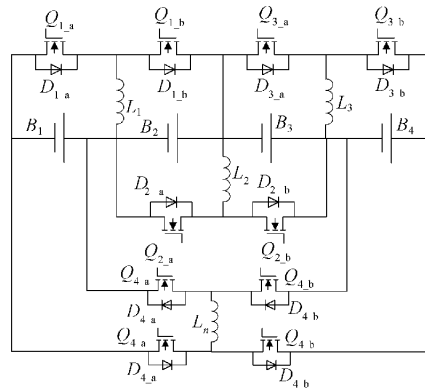 Q1_a Q1_b Q3_a Q3_b
D1_a D1_b D3_a D3_b
L1 L3
B1 B2 B3 B4
L2
D2_a D2_b
Q2_a Q2_b
Q4_a Q4_b
D4_a Ln D4_b
Q4_a Q4_b
D4_a D4_b